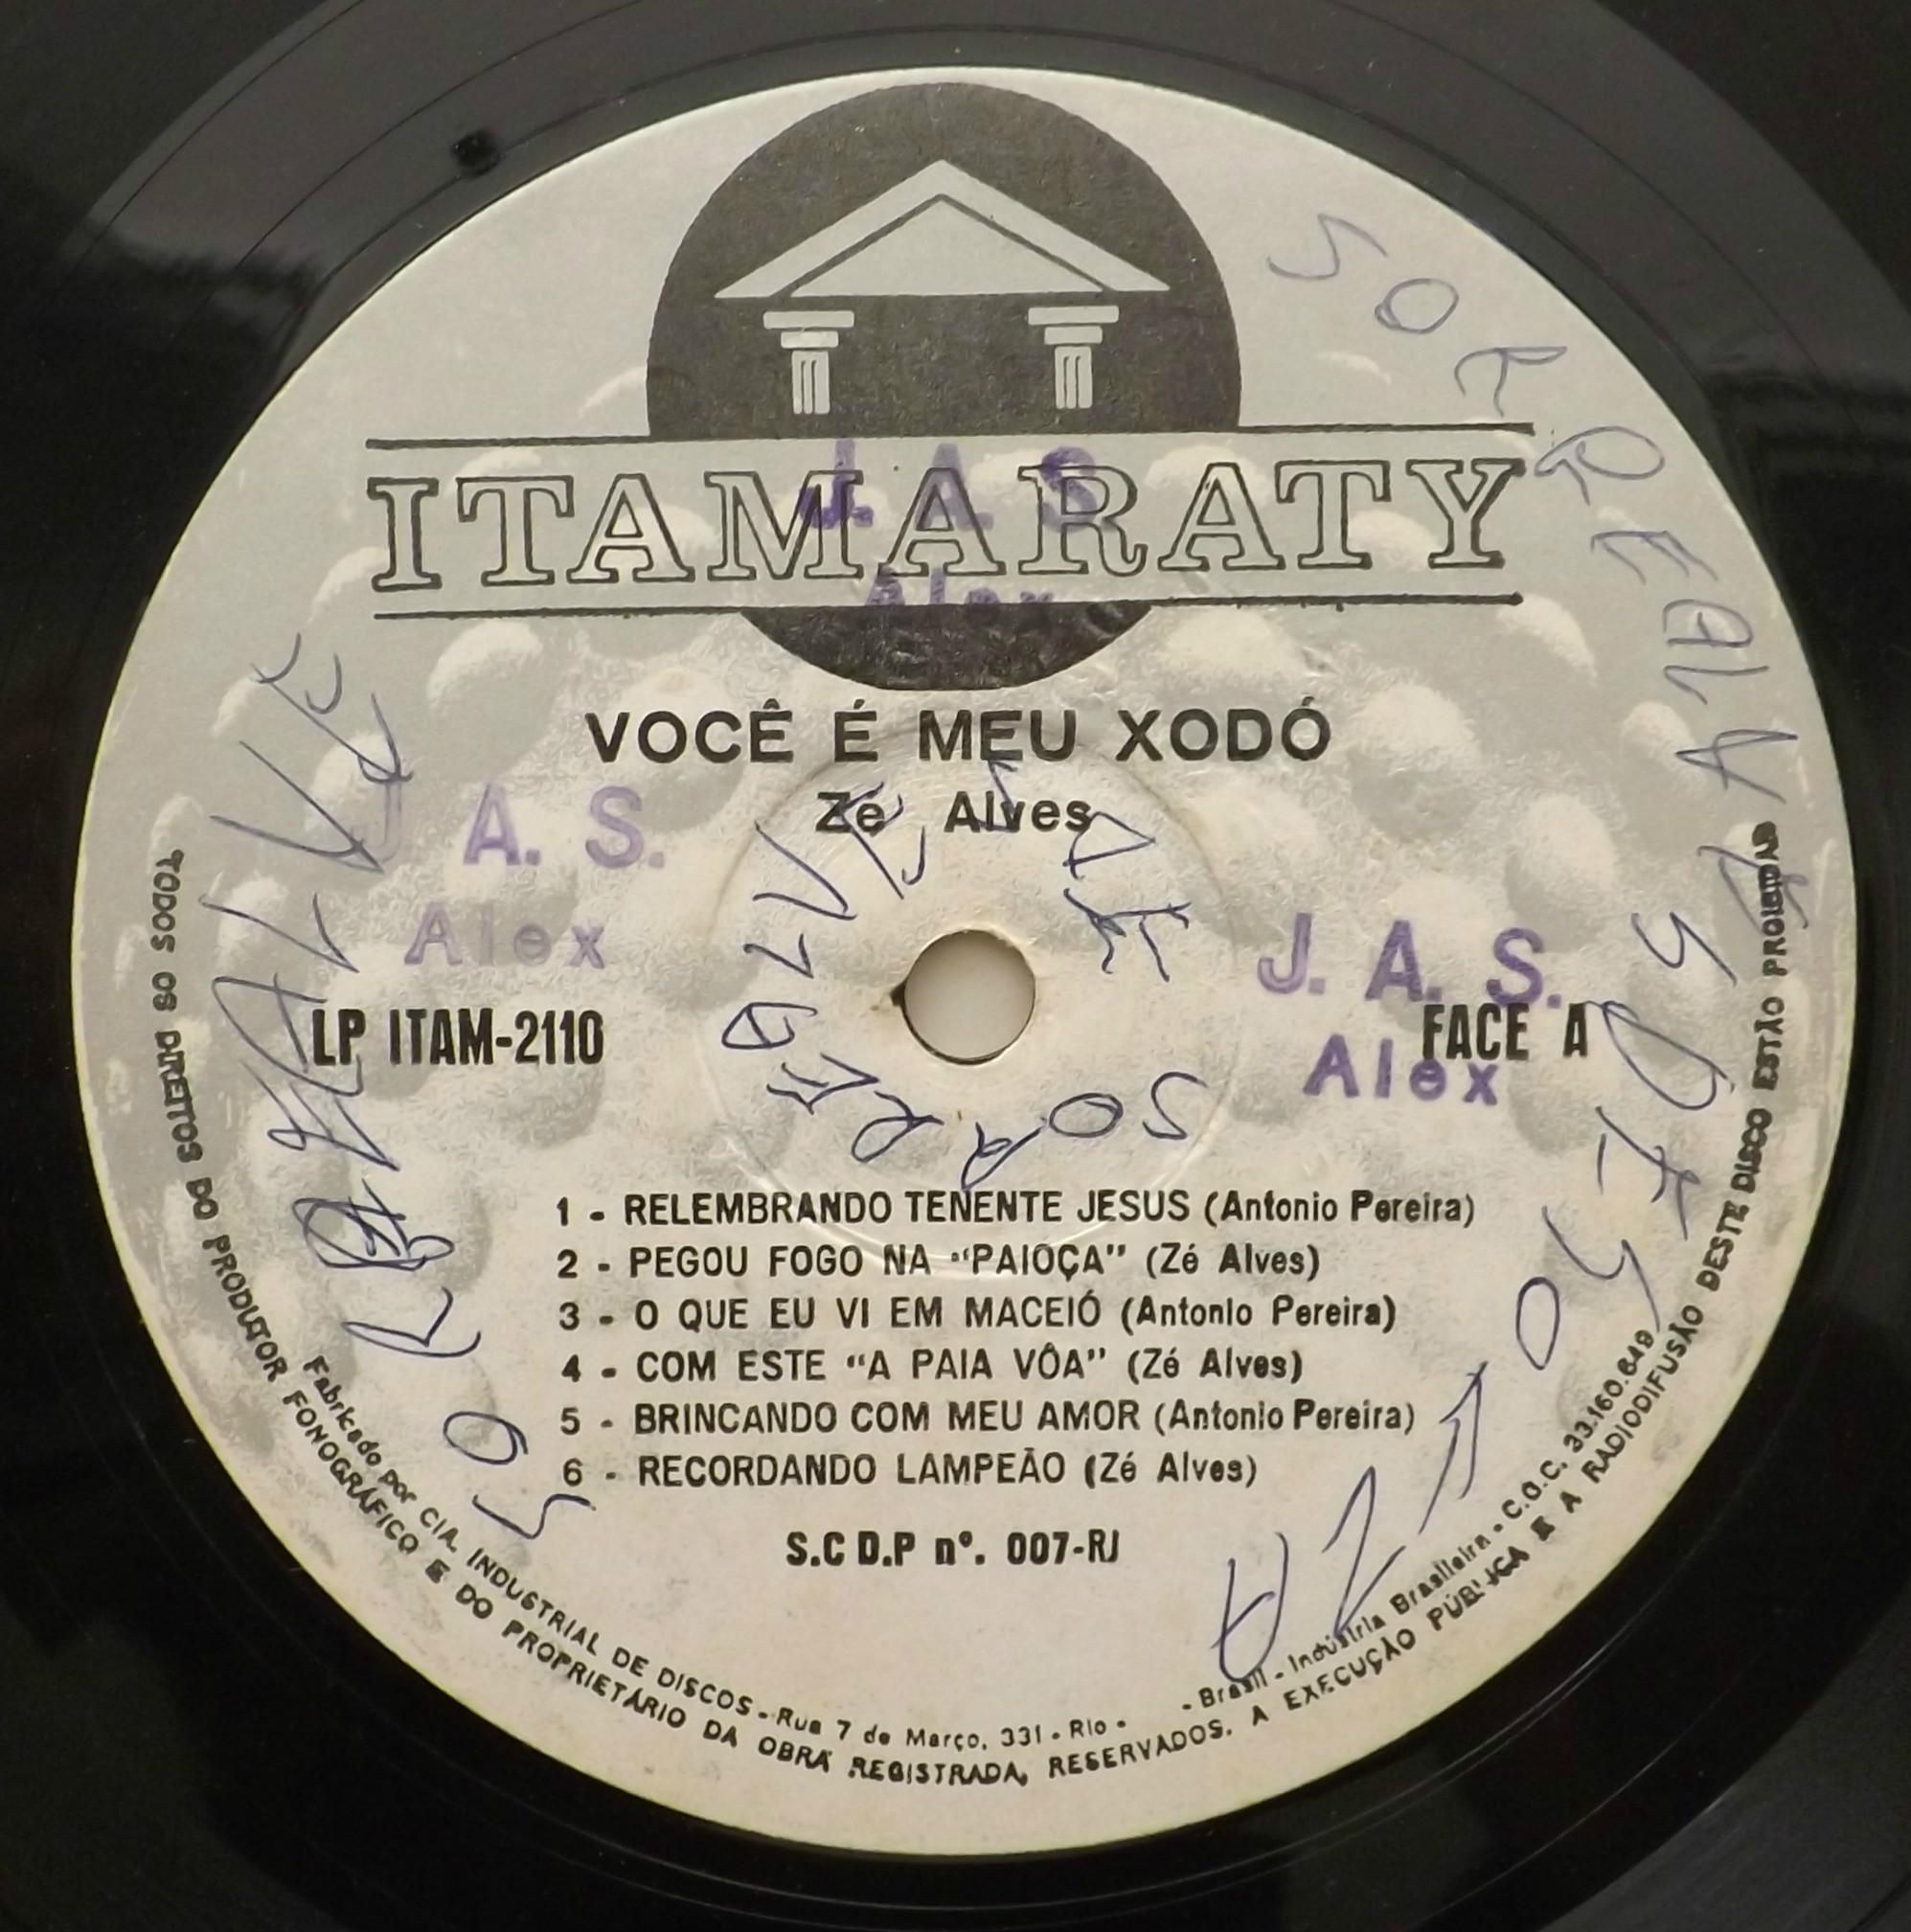 ITAMARATY
J. A. S.
Alex
VOCÊ É MEU XODÓ
Zé Alves
A. S.
Alex
J. A. S.
Alex
LP ITAM-2110
FACE A
1 - RELEMBRANDO TENENTE JESUS (Antonio Pereira)
2 - PEGOU FOGO NA "PAIOÇA" (Zé Alves)
3 - O QUE EU VI EM MACEIÓ (Antonio Pereira)
4 - COM ESTE "A PAIA VÔA" (Zé Alves)
5 - BRINCANDO COM MEU AMOR (Antonio Pereira)
6 - RECORDANDO LAMPEÃO (Zé Alves)
S.C D.P nº. 007-RJ
Fabricado por CIA. INDUSTRIAL DE DISCOS - Rua 7 de Março, 331 - Rio - - Brasil - Indústria Brasileira - C.G.C. 33.160.649
TODOS OS DIREITOS DO PRODUTOR FONOGRÁFICO E DO PROPRIETÁRIO DA OBRA REGISTRADA, RESERVADOS. A EXECUÇÃO PÚBLICA E A RADIODIFUSÃO DESTE DISCO ESTÃO PROIBIDAS